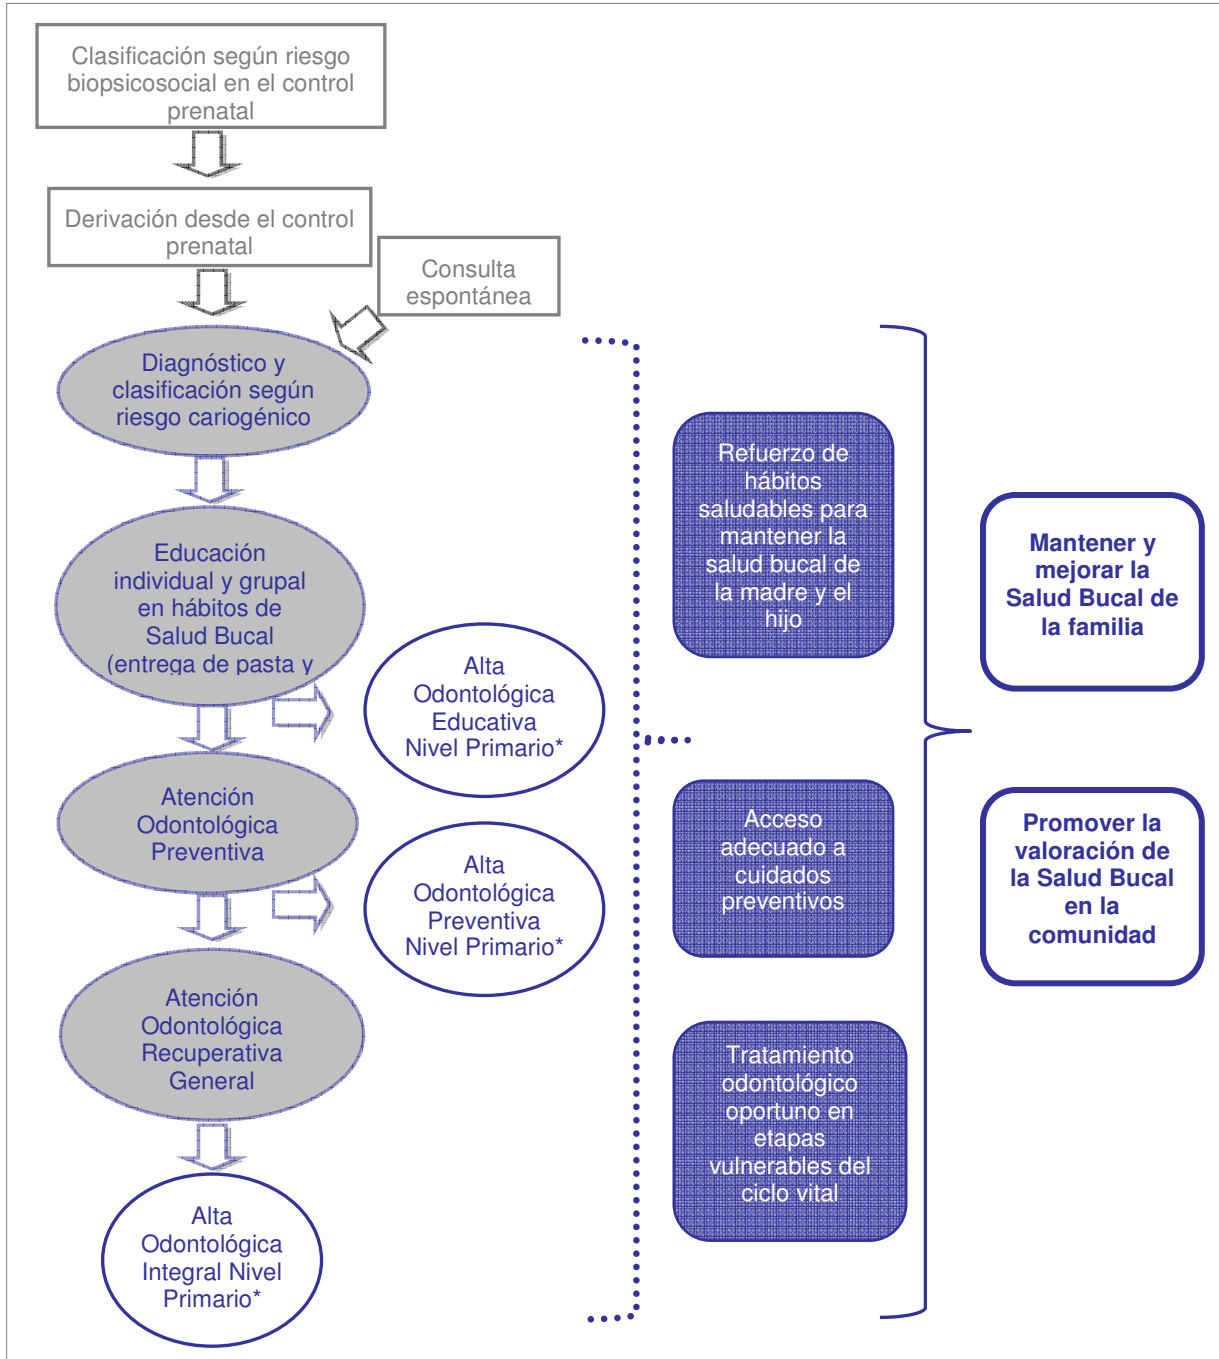 Clasificación según riesgo
biopsicosocial en el control
prenatal
Derivación desde el control
prenatal
Consulta
espontánea
Diagnóstico y
clasificación según
riesgo cariogénico
Educación
individual y grupal
en hábitos de
Salud Bucal
(entrega de pasta y
Alta
Odontológica
Educativa
Nivel Primario*
Atención
Odontológica
Preventiva
Alta
Odontológica
Preventiva
Nivel Primario*
Atención
Odontológica
Recuperativa
General
Alta
Odontológica
Integral Nivel
Primario*
Refuerzo de
hábitos
saludables para
mantener la
salud bucal de
la madre y el
hijo
Acceso
adecuado a
cuidados
preventivos
Tratamiento
odontológico
oportuno en
etapas
vulnerables del
ciclo vital
Mantener y
mejorar la
Salud Bucal de
la familia
Promover la
valoración de
la Salud Bucal
en la
comunidad